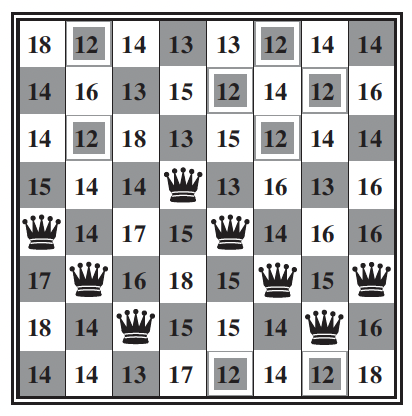 18 12 14 13 13 12 14 14
14 16 13 15 12 14 12 16
14 12 18 13 15 12 14 14
15 14 14 13 16 13 16
14 17 15 14 16 16
17 16 18 15 15
18 14 15 15 14 16
14 14 13 17 12 14 12 18